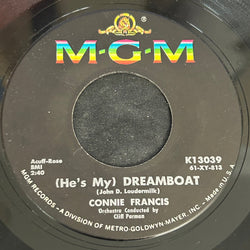 M-G-M
Acuff-Rose
BMI
2:40
K13039
61-XY-813
(He's My) DREAMBOAT
(John D. Loudermilk)
CONNIE FRANCIS
Orchestra Conducted by
Cliff Parman
MGM RECORDS - A DIVISION OF METRO-GOLDWYN-MAYER, INC.